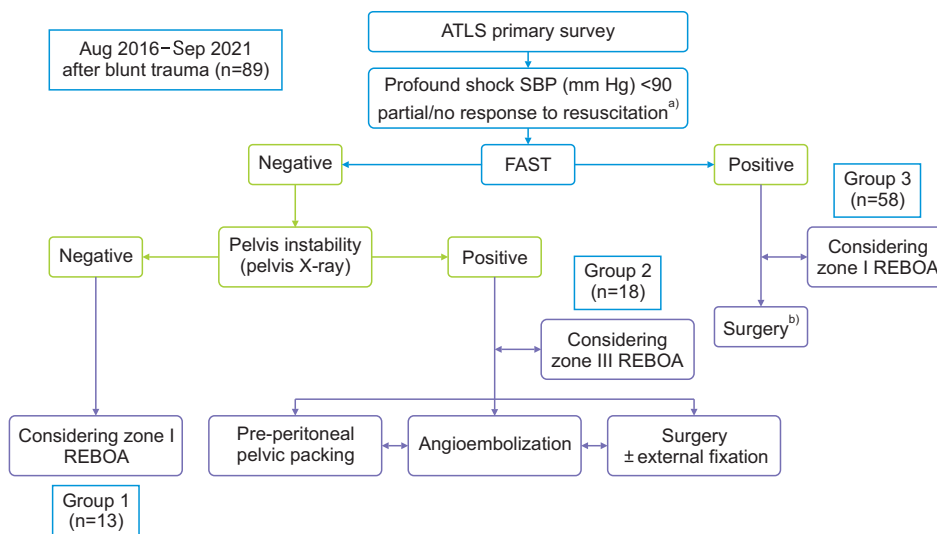 ATLS primary survey
Aug 2016−Sep 2021
after blunt trauma (n=89)
Profound shock SBP (mm Hg) <90
partial/no response to resuscitation a)
Negative
FAST
Positive
Group 3
(n=58)
Negative
Pelvis instability
(pelvis X-ray)
Positive
Considering
zone I REBOA
Group 2
(n=18)
Surgery b)
Considering
zone III REBOA
Considering zone I
REBOA
Pre-peritoneal
pelvic packing
Angioembolization
Surgery
± external fixation
Group 1
(n=13)